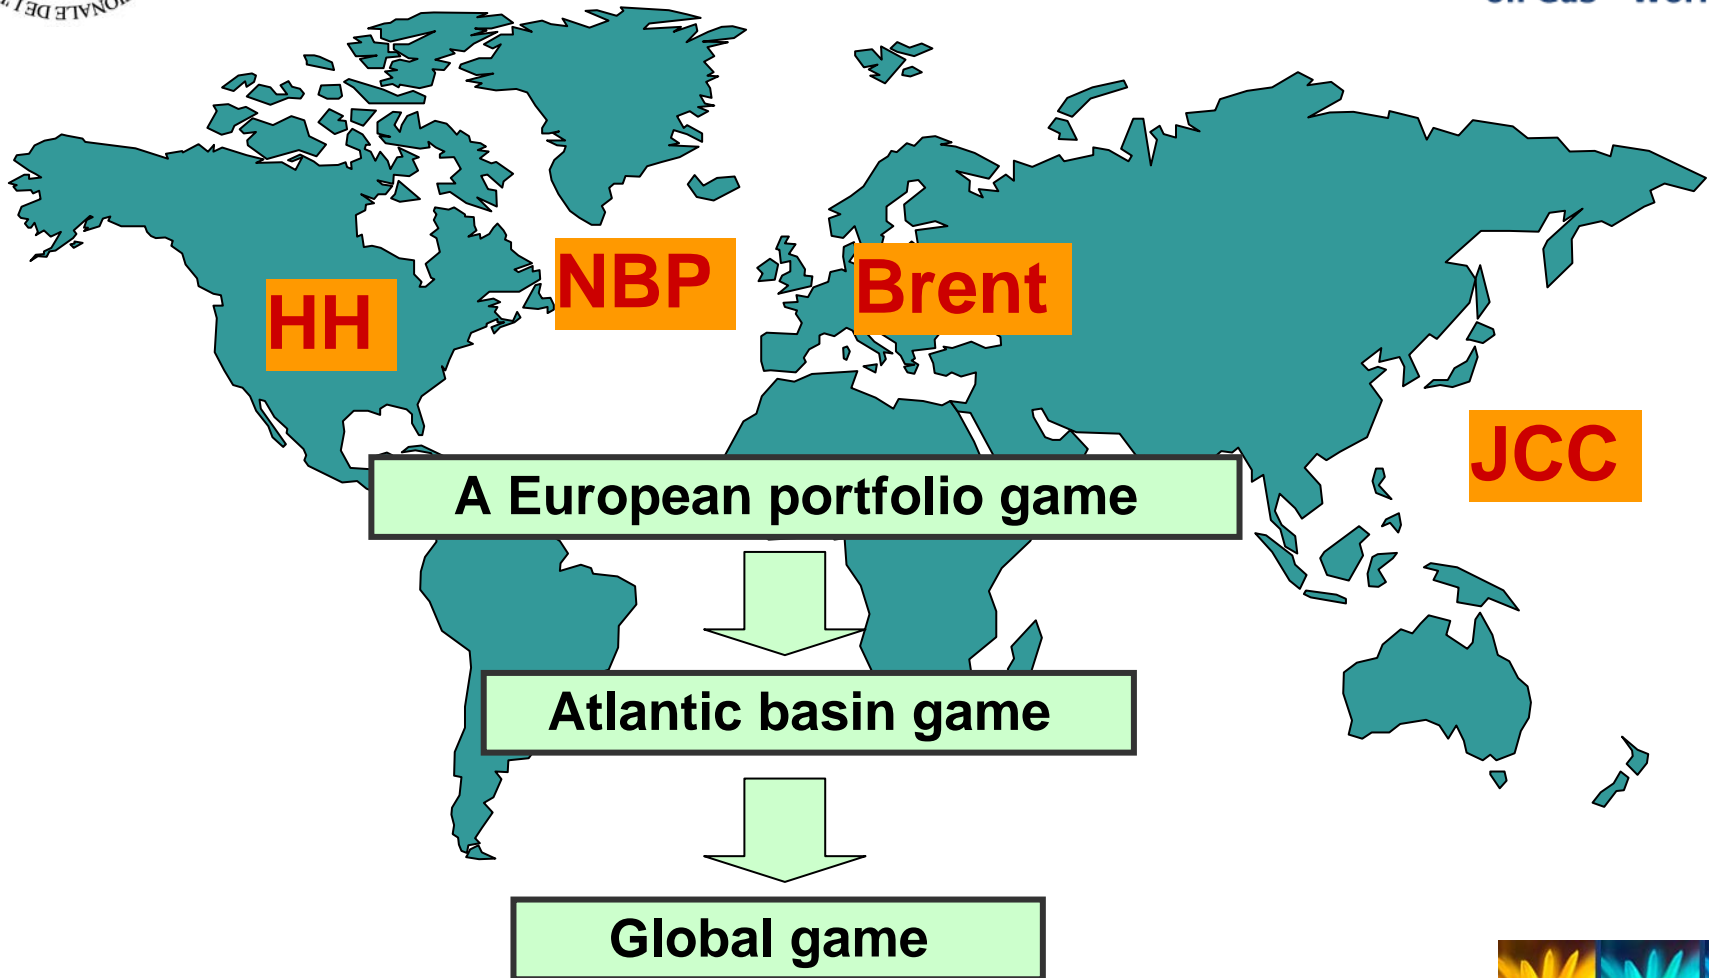 NBP
Brent
HH
JCC
A European portfolio game
Atlantic basin game
Global game